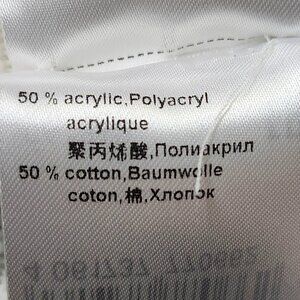 50 % acrylic,Polyacryl
acrylique
聚丙烯酸,Полиакрил
50 % cotton,Baumwolle
coton,棉,Хлопок